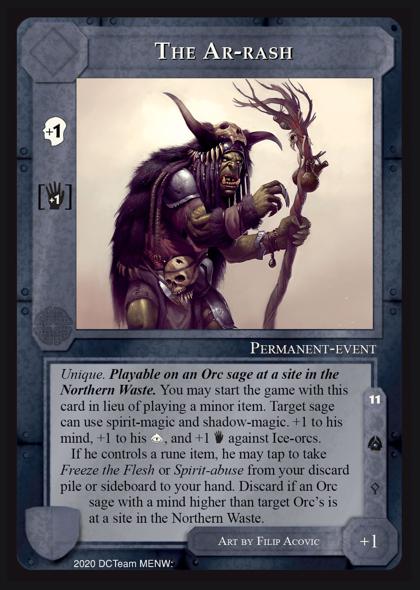 THE AR-RASH
+1
[+1]
PERMANENT-EVENT
Unique. Playable on an Orc sage at a site in the
Northern Waste. You may start the game with this
card in lieu of playing a minor item. Target sage
can use spirit-magic and shadow-magic. +1 to his
mind, +1 to his , and +1 against Ice-orcs.
If he controls a rune item, he may tap to take
Freeze the Flesh or Spirit-abuse from your discard
pile or sideboard to your hand. Discard if an Orc
sage with a mind higher than target Orc's is
at a site in the Northern Waste.
11
ART BY FILIP ACOVIC
+1
2020 DCTeam MENW: